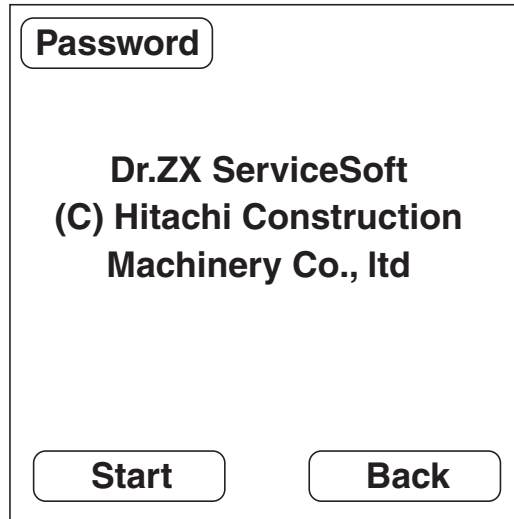 Password
Dr.ZX ServiceSoft
(C) Hitachi Construction
Machinery Co., ltd
Start
Back